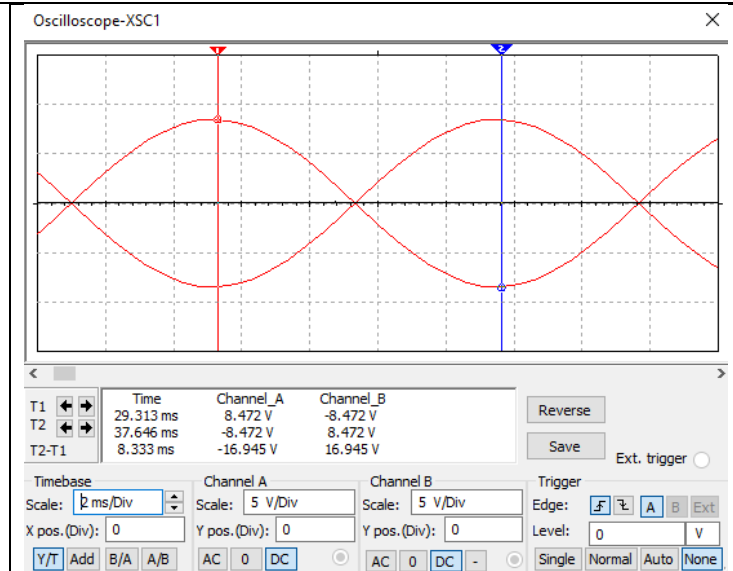 Oscilloscope-XSC1
1 2
Time Channel_A Channel_B
T1 29.313 ms 8.472 V -8.472 V
T2 37.646 ms -8.472 V 8.472 V
T2-T1 8.333 ms -16.945 V 16.945 V
Reverse
Save
Ext. trigger
Timebase
Scale: 2 ms/Div
X pos.(Div): 0
Y/T Add B/A A/B
Channel A
Scale: 5 V/Div
Y pos.(Div): 0
AC 0 DC
Channel B
Scale: 5 V/Div
Y pos.(Div): 0
AC 0 DC -
Trigger
Edge: A B Ext
Level: 0 V
Single Normal Auto None